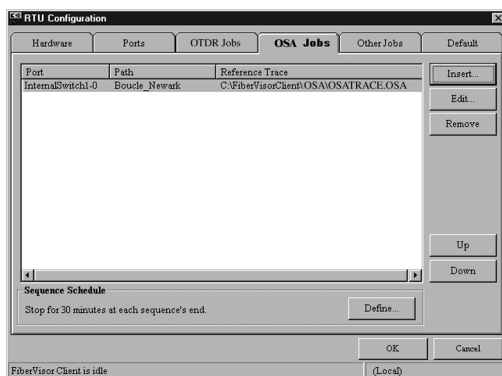 RTU Configuration
Hardware Ports OTDR Jobs OSA Jobs Other Jobs Default
Port Path Reference Trace
InternalSwitch1-0 Boucle_Newark C:\FiberVisorClient\OSA\OSATRACE.OSA
Insert...
Edit...
Remove
Up
Down
Sequence Schedule
Stop for 30 minutes at each sequence's end.
Define...
OK Cancel
FiberVisor Client is idle (Local)